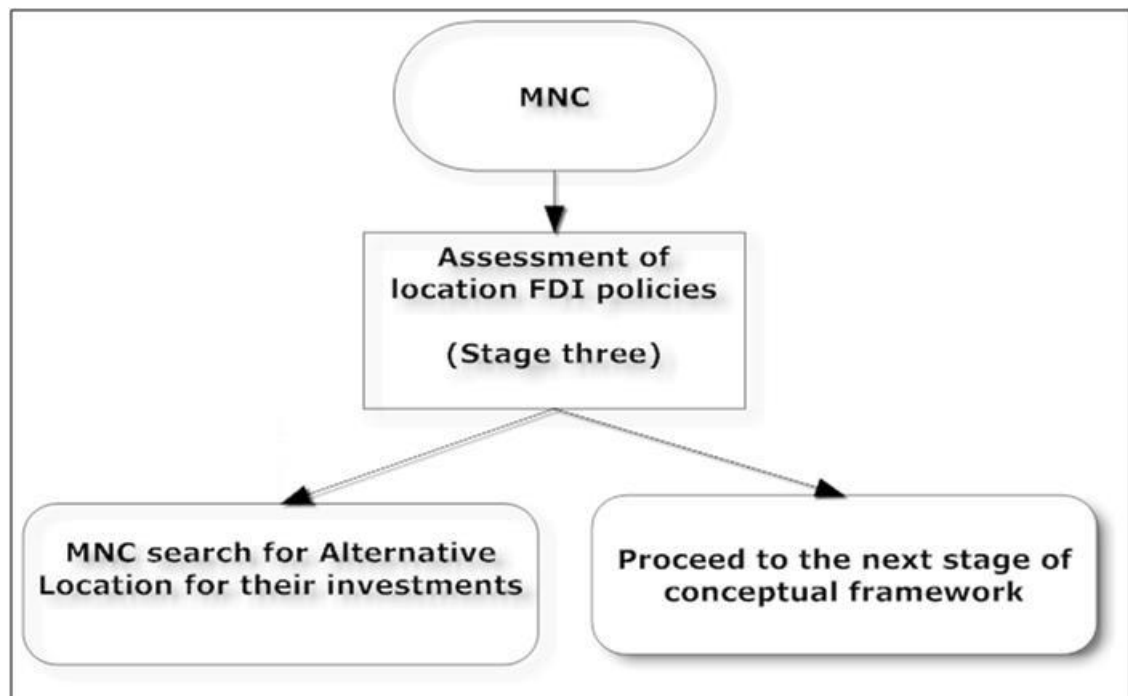 MNC
Assessment of
location FDI policies
(Stage three)
MNC search for Alternative
Location for their investments
Proceed to the next stage of
conceptual framework